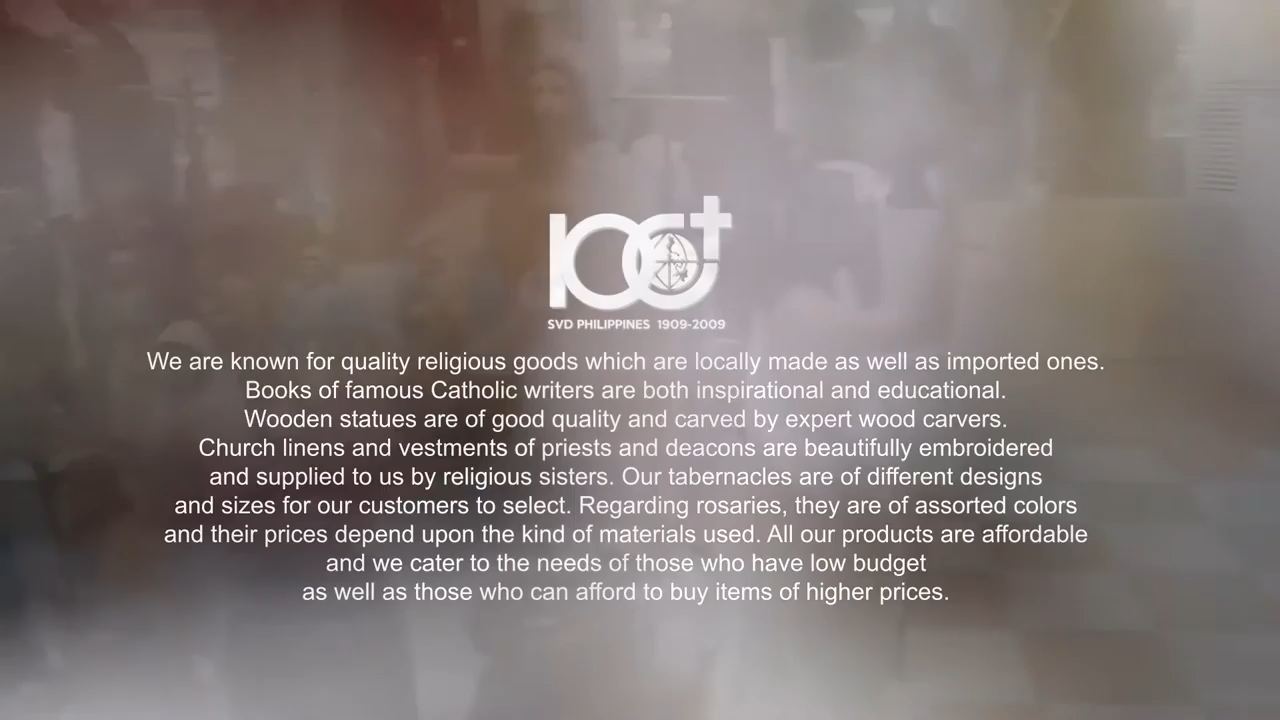 100
SVD PHILIPPINES 1909-2009
We are known for quality religious goods which are locally made as well as imported ones.
Books of famous Catholic writers are both inspirational and educational.
Wooden statues are of good quality and carved by expert wood carvers.
Church linens and vestments of priests and deacons are beautifully embroidered
and supplied to us by religious sisters. Our tabernacles are of different designs
and sizes for our customers to select. Regarding rosaries, they are of assorted colors
and their prices depend upon the kind of materials used. All our products are affordable
and we cater to the needs of those who have low budget
as well as those who can afford to buy items of higher prices.